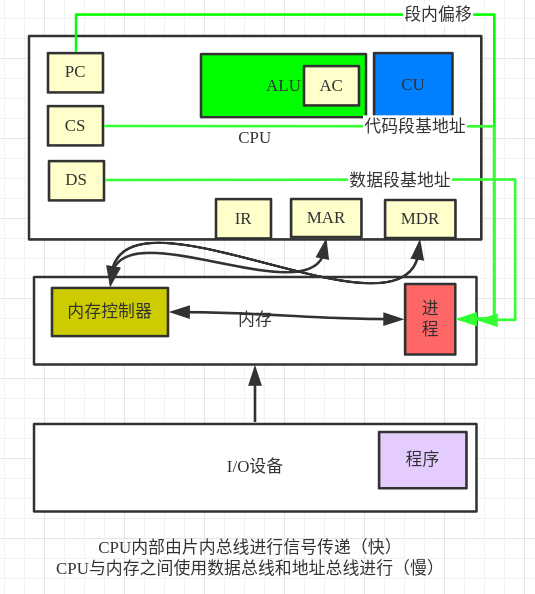 段内偏移
PC
ALU
AC
CU
CS
代码段基地址
CPU
DS
数据段基地址
IR
MAR
MDR
内存控制器
内存
进
程
I/O设备
程序
CPU内部由片内总线进行信号传递（快）
CPU与内存之间使用数据总线和地址总线进行（慢）